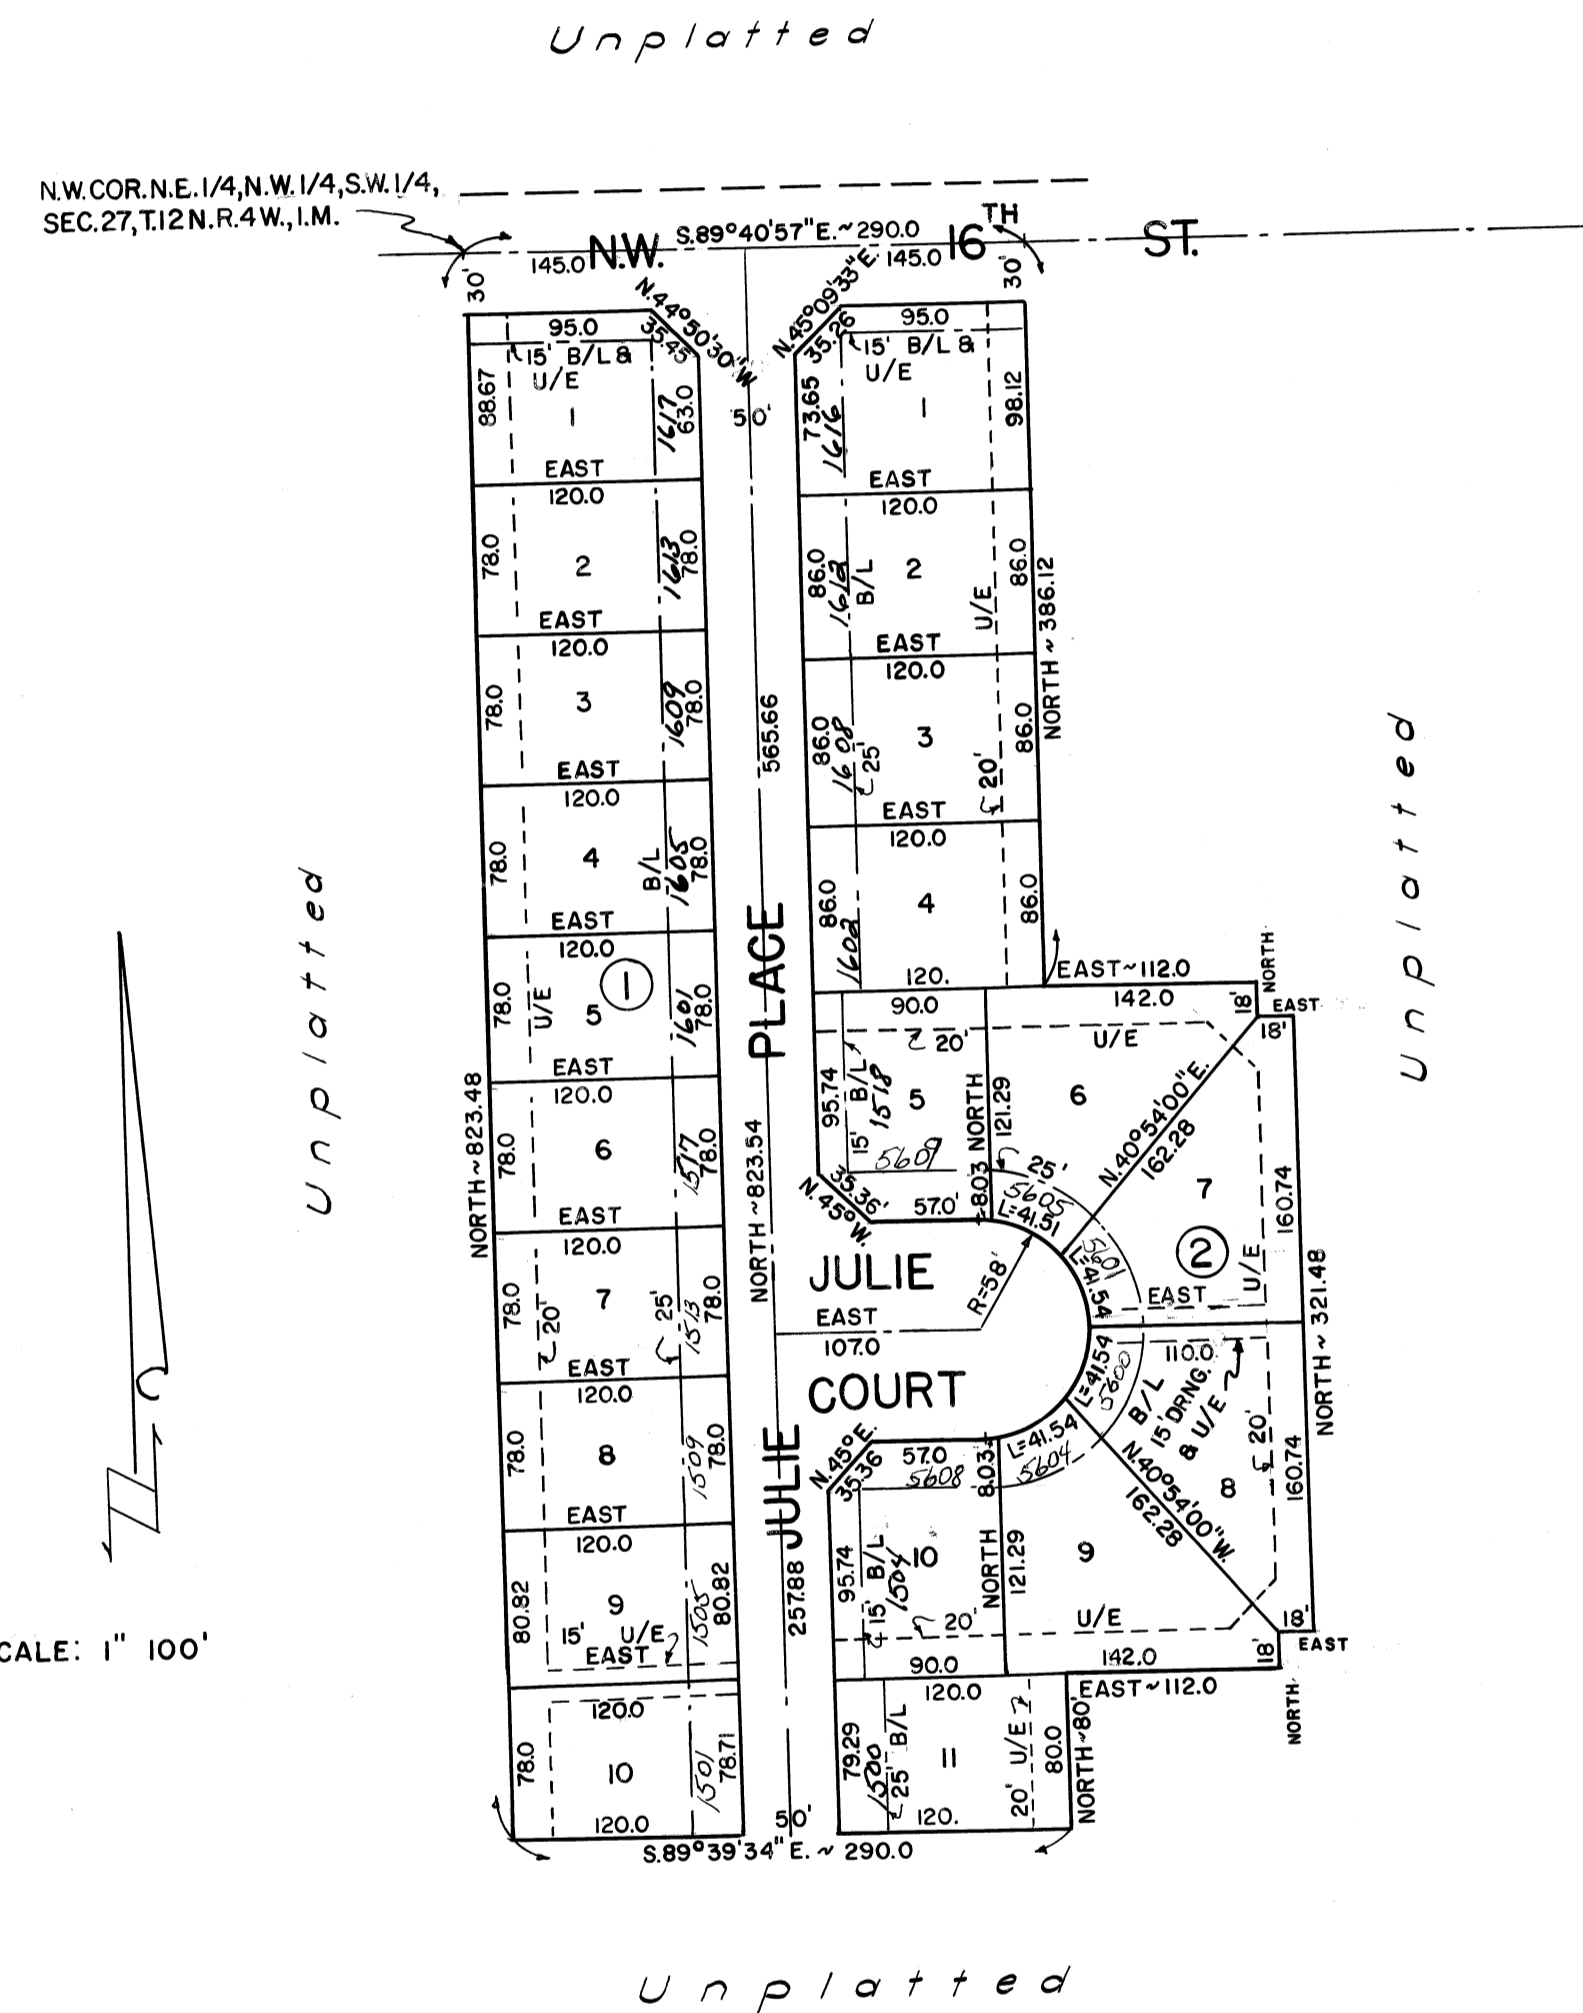 Unplatted
N.W. COR. N.E. 1/4, N.W. 1/4, S.W. 1/4,
SEC. 27, T.12 N. R. 4 W., I.M.
N.W. 16TH ST.
S.89°40'57"E.~290.0
145.0
145.0
30'
30'
N.44°50'30"W
35.45
N.45°09'33"E.
35.26
50'
95.0
15' B/L &
U/E
88.67
1
1617
63.0
EAST
120.0
78.0
2
1613
78.0
EAST
120.0
78.0
3
1609
78.0
EAST
120.0
78.0
4
B/L
1605
78.0
EAST
120.0
1
78.0
U/E
5
1601
78.0
EAST
120.0
78.0
6
1517
78.0
EAST
120.0
78.0
20'
7
25'
1513
78.0
EAST
120.0
78.0
8
1509
78.0
EAST
120.0
80.82
9
15' U/E
1505
80.82
EAST
120.0
78.0
10
1501
78.71
120.0
NORTH~823.48
JULIE PLACE
565.66
NORTH~823.54
257.88
50'
S.89°39'34"E.~290.0
95.0
15' B/L &
U/E
73.65
1616
1
98.12
EAST
120.0
86.0
1612
B/L
2
U/E
86.0
EAST
120.0
86.0
1608
25'
3
20'
86.0
EAST
120.0
86.0
1602
4
86.0
120.
NORTH~386.12
EAST~112.0
NORTH
18'
EAST
18'
90.0
20'
95.74
B/L
15'
1518
5
5609
35.36'
N.45°W.
57.0'
8.03 NORTH
121.29
142.0
U/E
6
25'
5605
L=41.51
N.40°54'00"E.
162.28
7
5601
L=41.54
2
160.74
U/E
EAST
NORTH~321.48
JULIE
EAST
107.0
COURT
R=58'
110.0
L=41.54
5600
B/L
15' DRNG.
& U/E
20'
8
160.74
N.40°54'00"W.
162.28
L=41.54
5604
9
8.03
NORTH
121.29
U/E
142.0
N.45°E.
35.36
57.0
5608
95.74
15' B/L
1504
10
20'
90.0
18'
EAST
18'
NORTH
EAST~112.0
120.0
79.29
1500
25' B/L
11
20' U/E
80.0
120.
NORTH~80'
Unplatted
Unplatted
CALE: 1" 100'
Unplatted